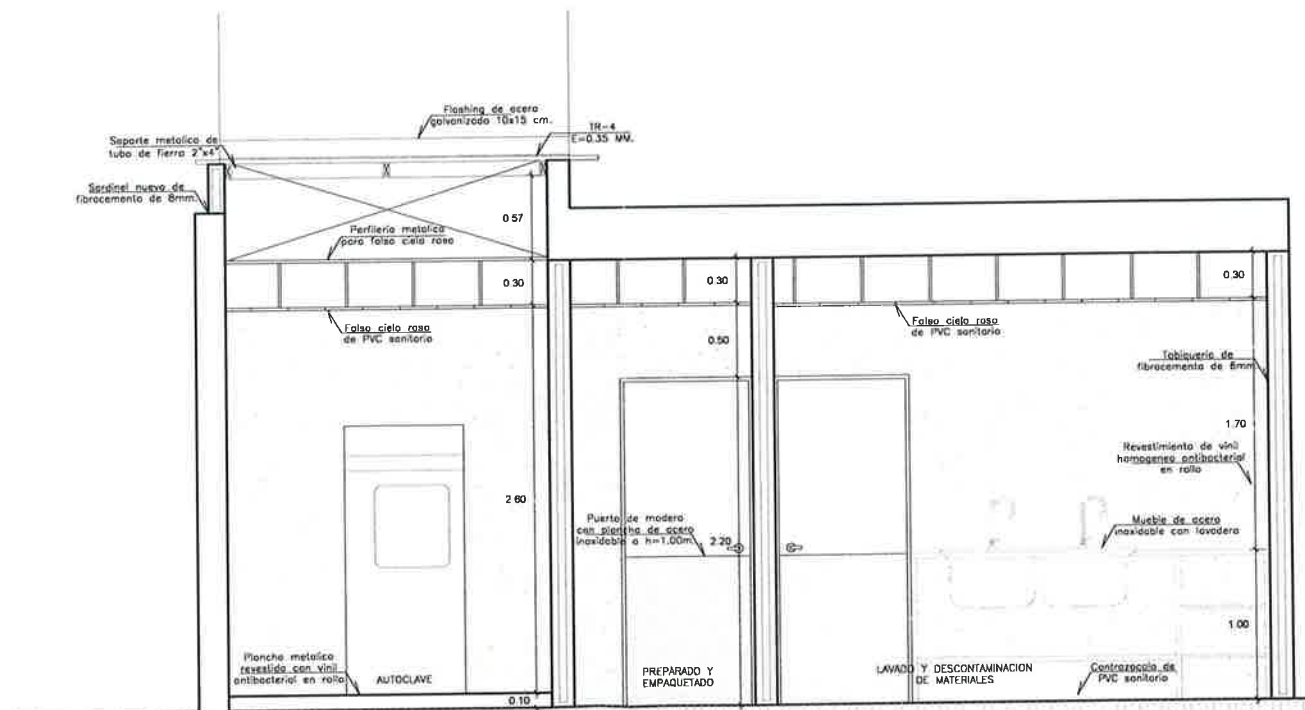 Flashing de acero
galvanizado 10x15 cm.
TR-4
E=0.35 MM.
Soporte metalico de
tubo de fierro 2"x4"
Sardinel nuevo de
fibrocemento de 8mm.
0.57
Perfileria metalica
para falso cielo raso
0.30
0.30
0.30
Falso cielo raso
de PVC sanitario
Falso cielo raso
de PVC sanitario
0.50
Tabiqueria de
fibrocemento de 6mm
1.70
Revestimiento de vinil
homogeneo antibacterial
en rollo
2.60
Puerta de madera
con plancha de acero
inoxidable a h=1.00m.
2.20
Mueble de acero
inoxidable con lavadero
1.00
Plancha metalica
revestida con vinil
antibacterial en rollo
AUTOCLAVE
PREPARADO Y
EMPAQUETADO
LAVADO Y DESCONTAMINACION
DE MATERIALES
Contrazocalo de
PVC sanitario
0.10